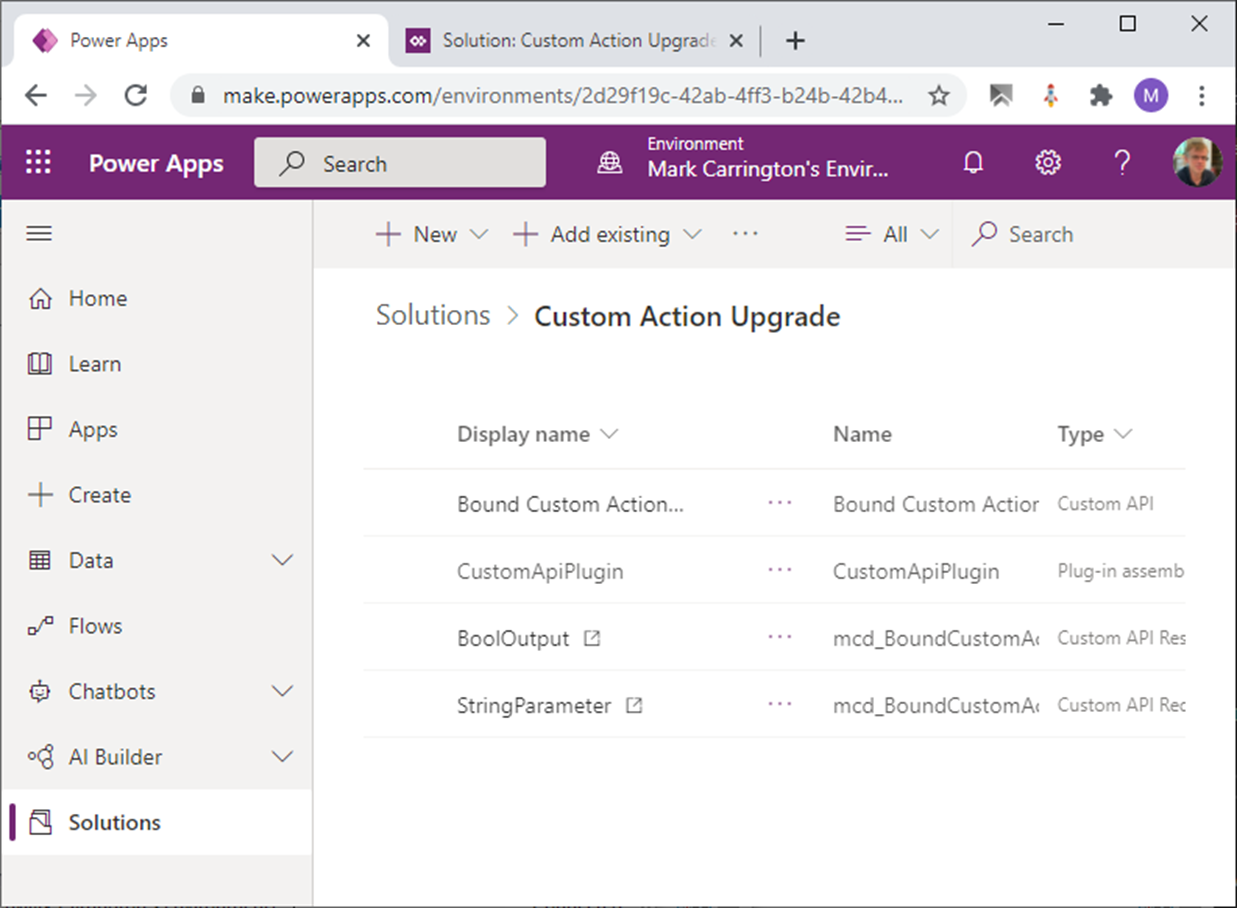 Power Apps
Solution: Custom Action Upgrade
make.powerapps.com/environments/2d29f19c-42ab-4ff3-b24b-42b4...
M
Power Apps
Search
Environment
Mark Carrington's Envir...
New
Add existing
All
Search
Home
Learn
Apps
Create
Data
Flows
Chatbots
AI Builder
Solutions
Solutions > Custom Action Upgrade
Display name Name Type
Bound Custom Action... Bound Custom Action Custom API
CustomApiPlugin CustomApiPlugin Plug-in assemb
BoolOutput mcd_BoundCustomAc Custom API Res
StringParameter mcd_BoundCustomAc Custom API Rec